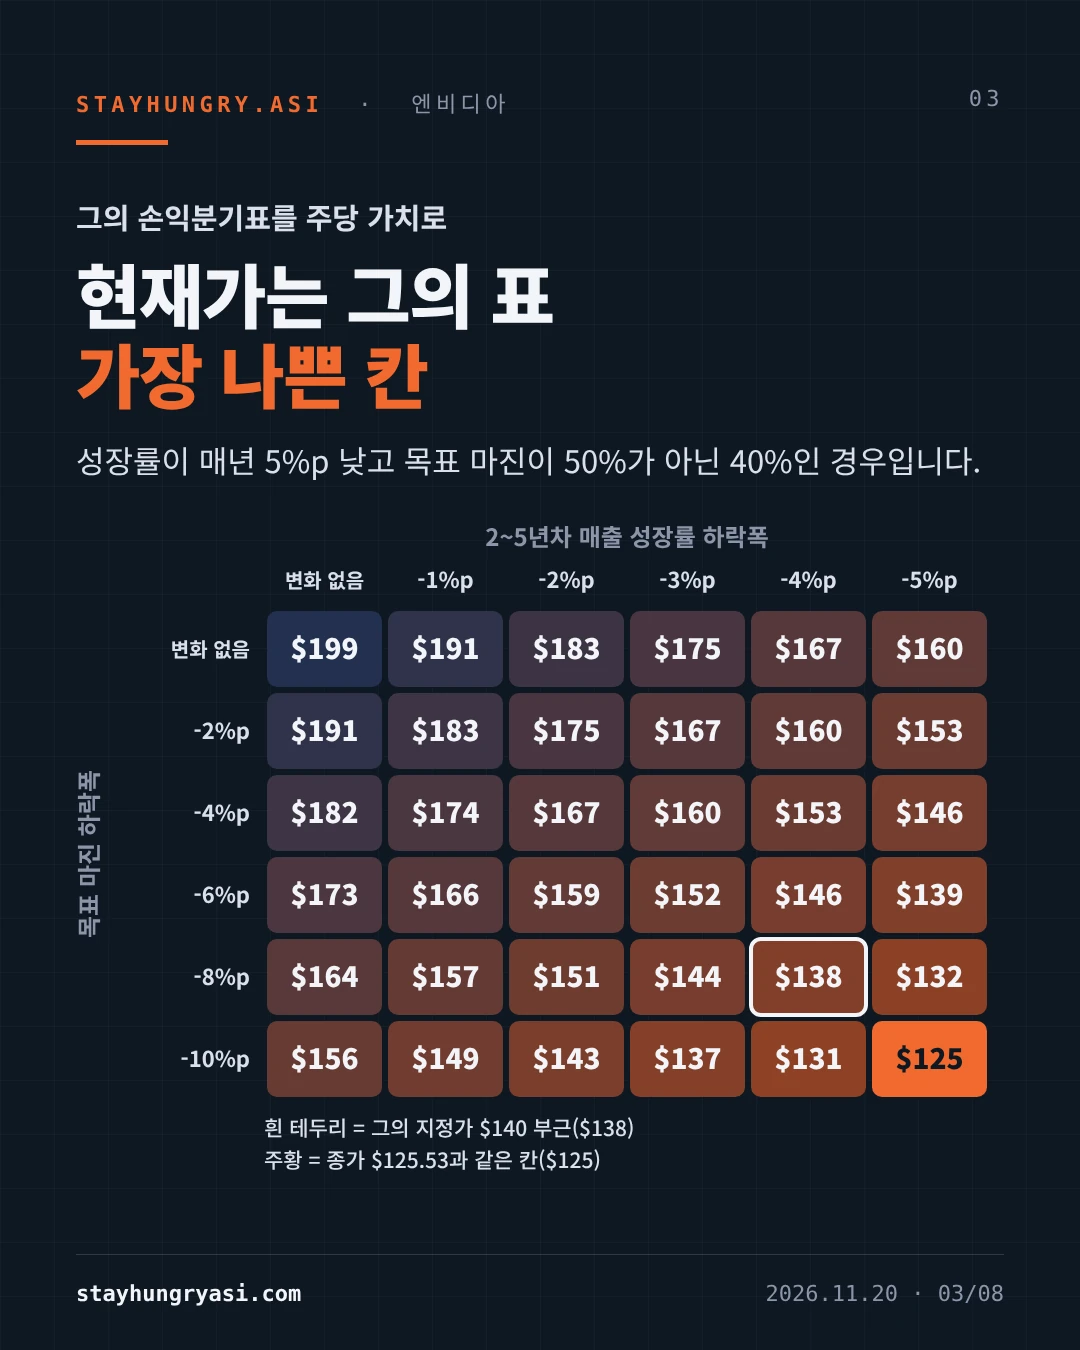 STAYHUNGRY.ASI · 엔비디아 03
그의 손익분기표를 주당 가치로
현재가는 그의 표
가장 나쁜 칸
성장률이 매년 5%p 낮고 목표 마진이 50%가 아닌 40%인 경우입니다.
2~5년차 매출 성장률 하락폭
변화 없음 -1%p -2%p -3%p -4%p -5%p
목표 마진 하락폭
변화 없음 $199 $191 $183 $175 $167 $160
-2%p $191 $183 $175 $167 $160 $153
-4%p $182 $174 $167 $160 $153 $146
-6%p $173 $166 $159 $152 $146 $139
-8%p $164 $157 $151 $144 $138 $132
-10%p $156 $149 $143 $137 $131 $125
흰 테두리 = 그의 지정가 $140 부근($138)
주황 = 종가 $125.53과 같은 칸($125)
stayhungryasi.com 2026.11.20 · 03/08